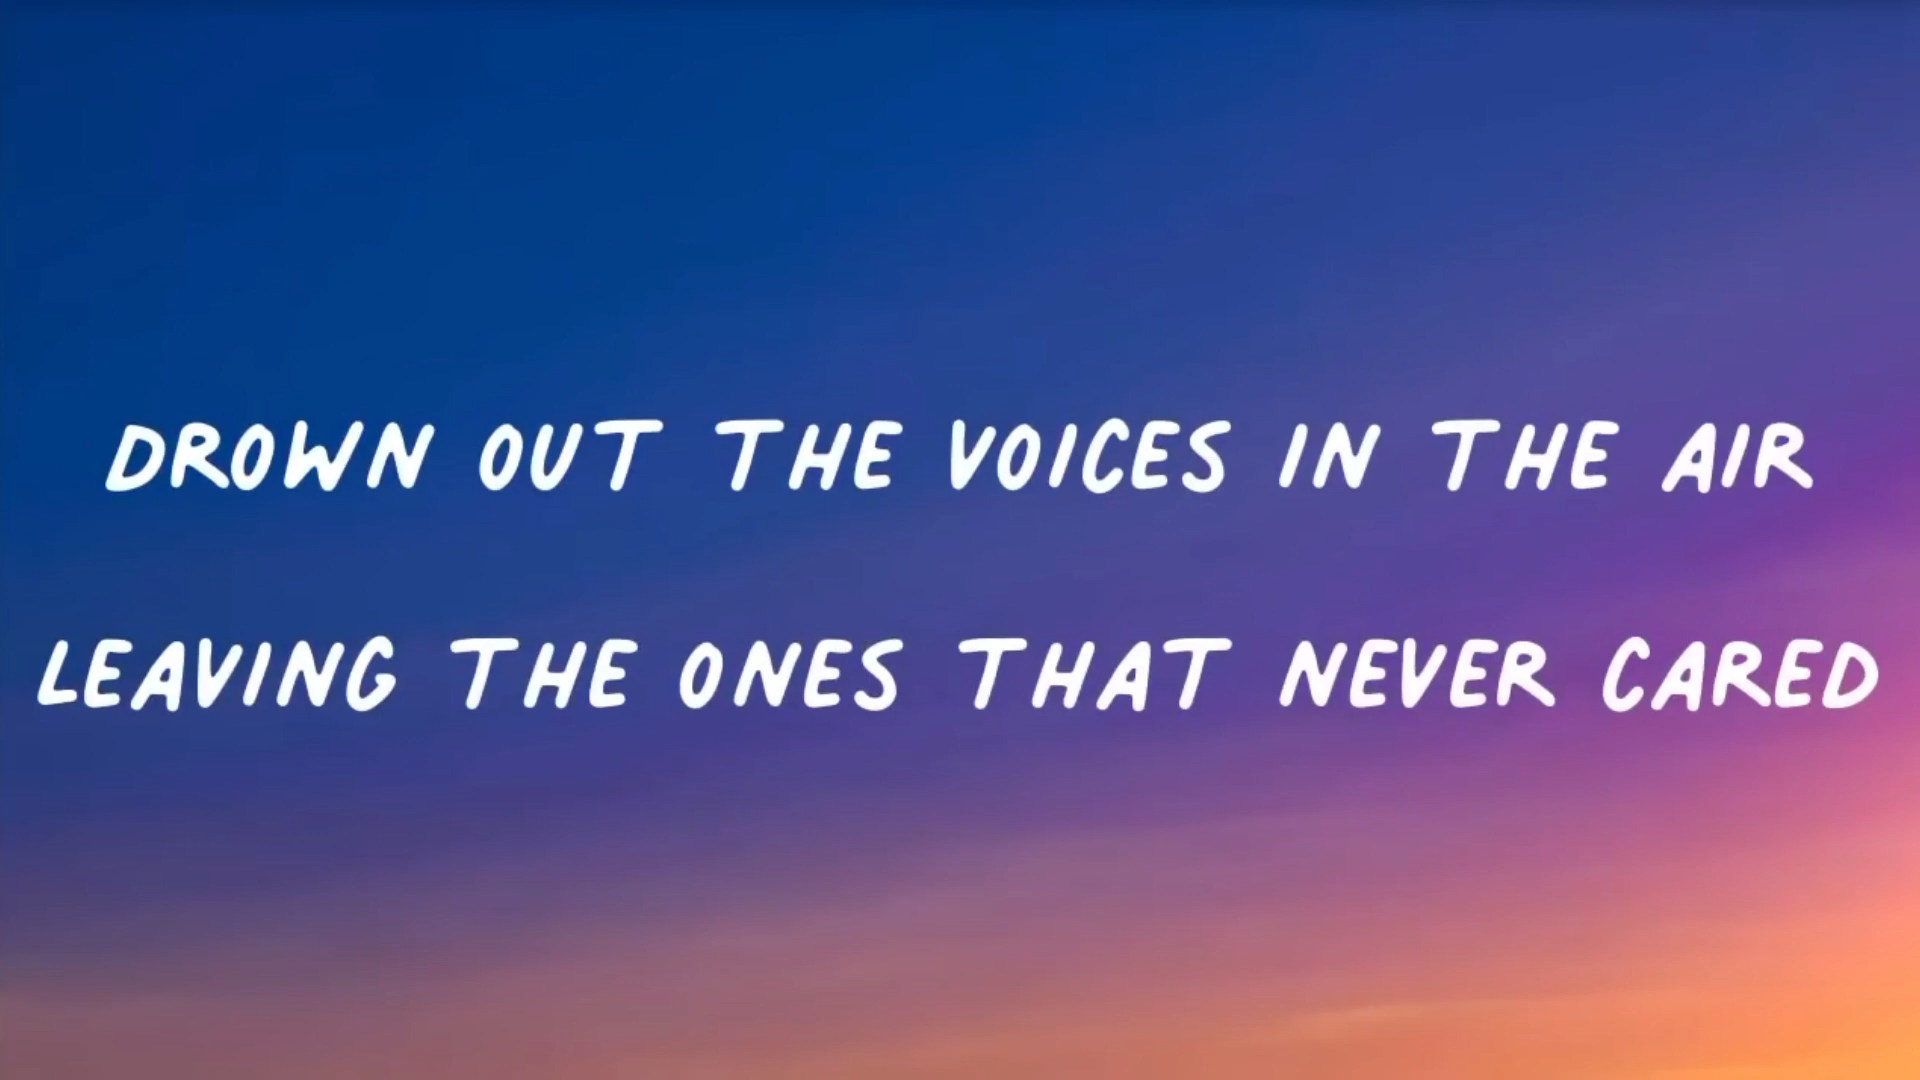 DROWN OUT THE VOICES IN THE AIR
LEAVING THE ONES THAT NEVER CARED